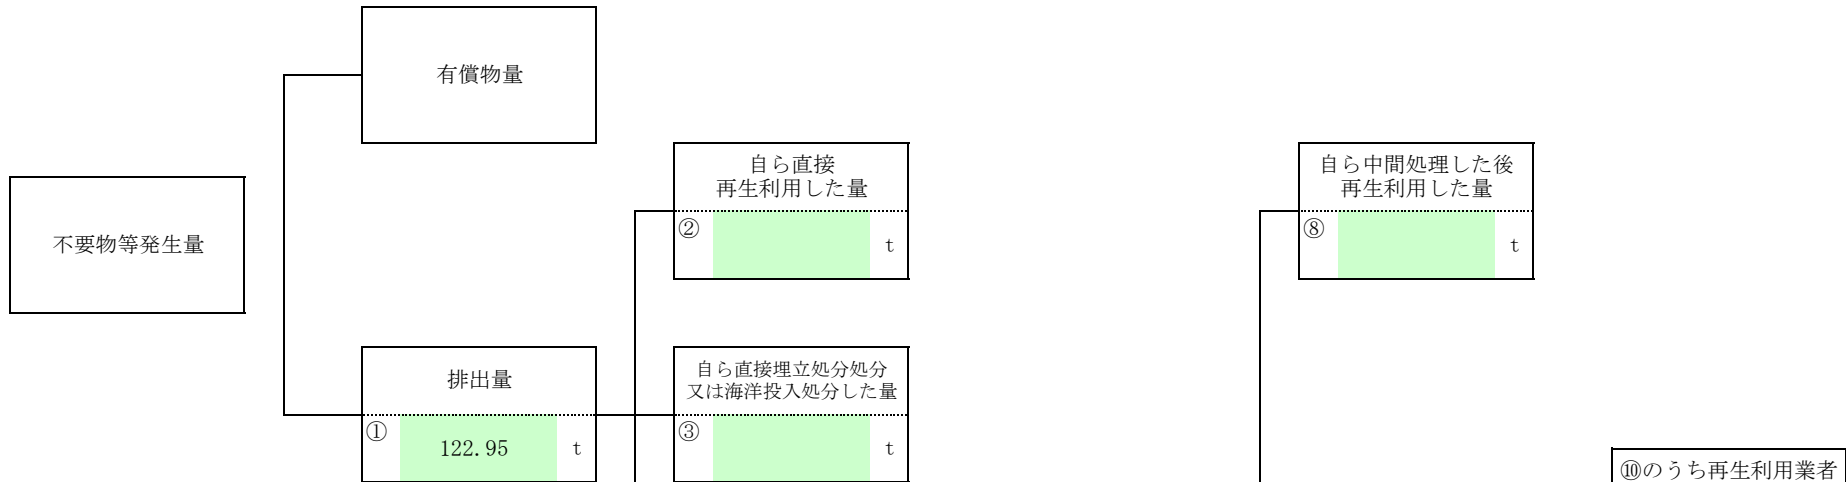 有償物量
自ら直接
再生利用した量
② t
自ら中間処理した後
再生利用した量
⑧ t
不要物等発生量
排出量
① 122.95 t
自ら直接埋立処分処分
又は海洋投入処分した量
③ t
⑩のうち再生利用業者